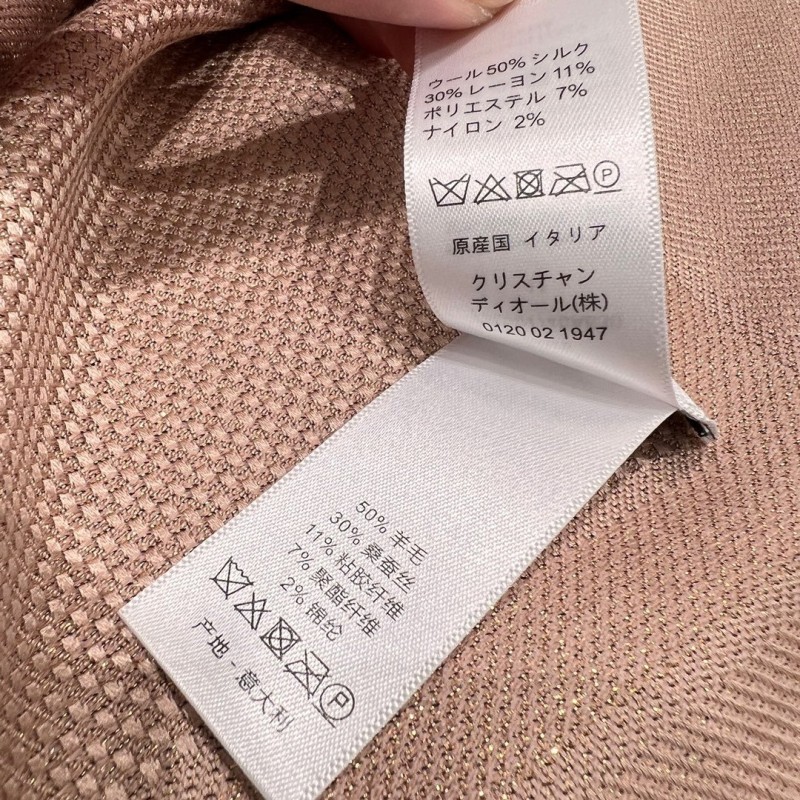 ウール 50% シルク
30% レーヨン 11%
ポリエステル 7%
ナイロン 2%
P
原産国 イタリア
クリスチャン
ディオール(株)
0120 02 1947
50% 羊毛
30% 桑蚕丝
11% 粘胶纤维
7% 聚酯纤维
2% 锦纶
P
产地 - 意大利